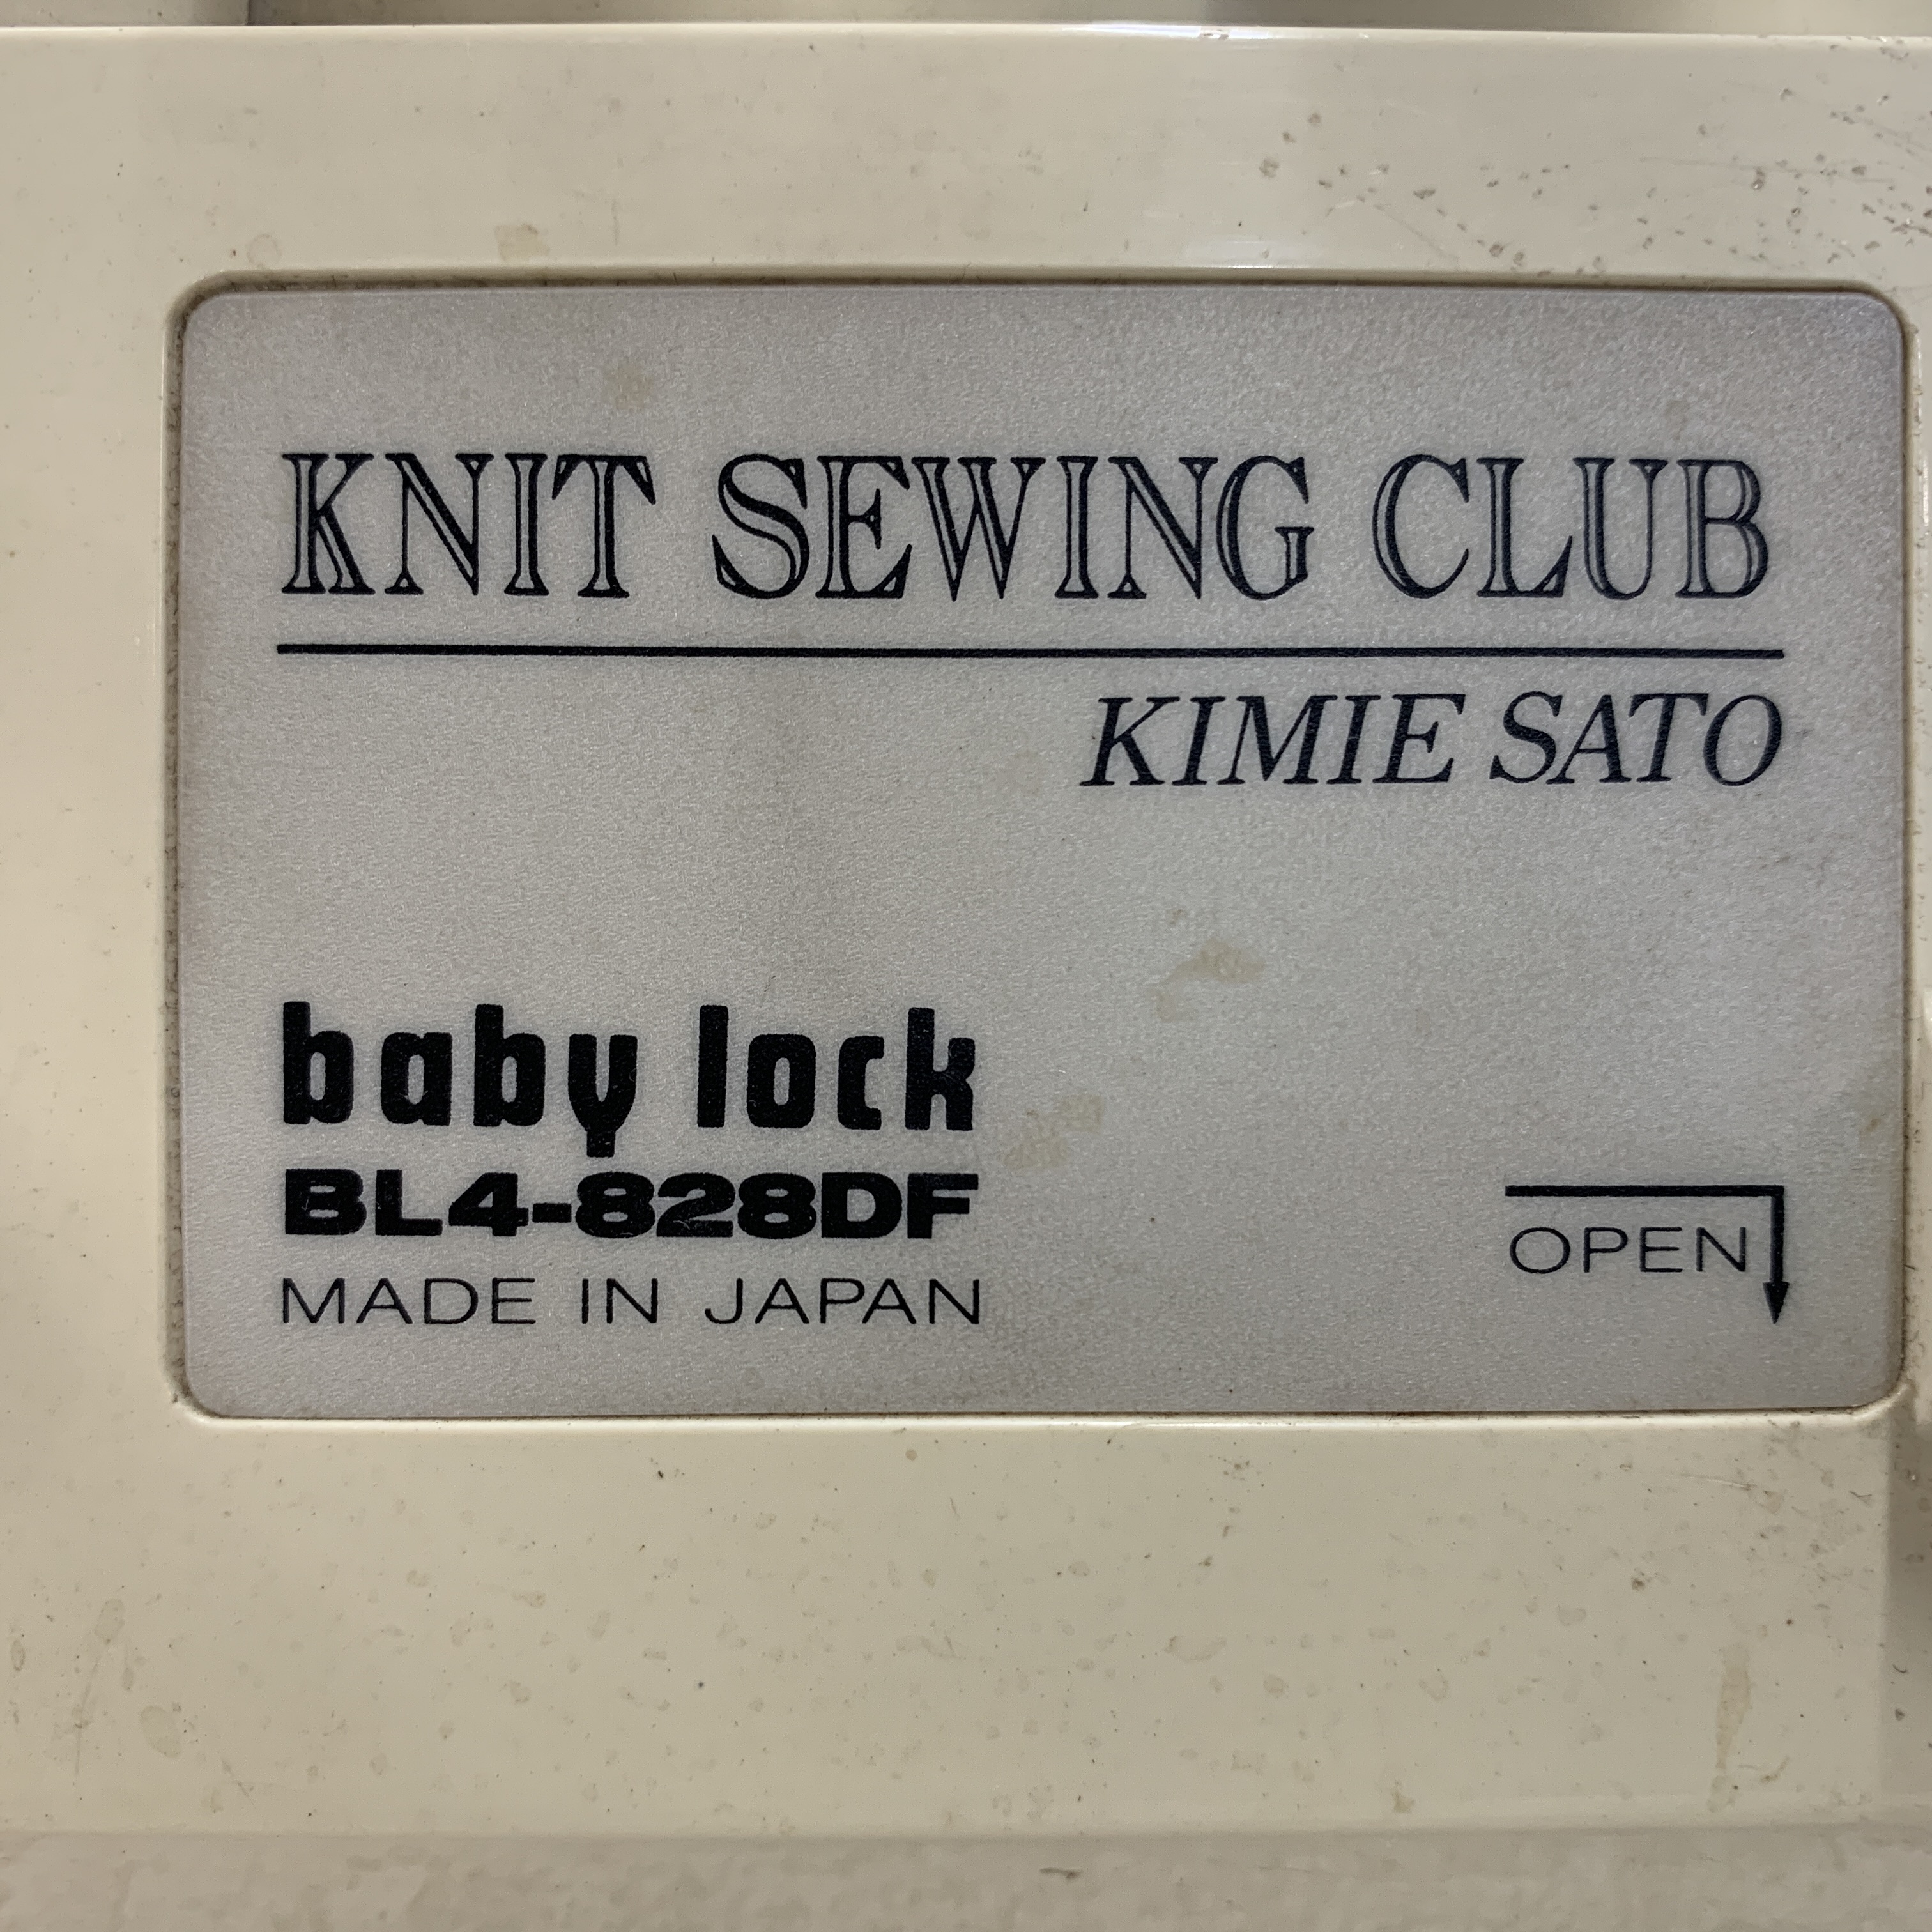 KNIT SEWING CLUB
KIMIE SATO
baby lock
BL4-828DF
MADE IN JAPAN
OPEN